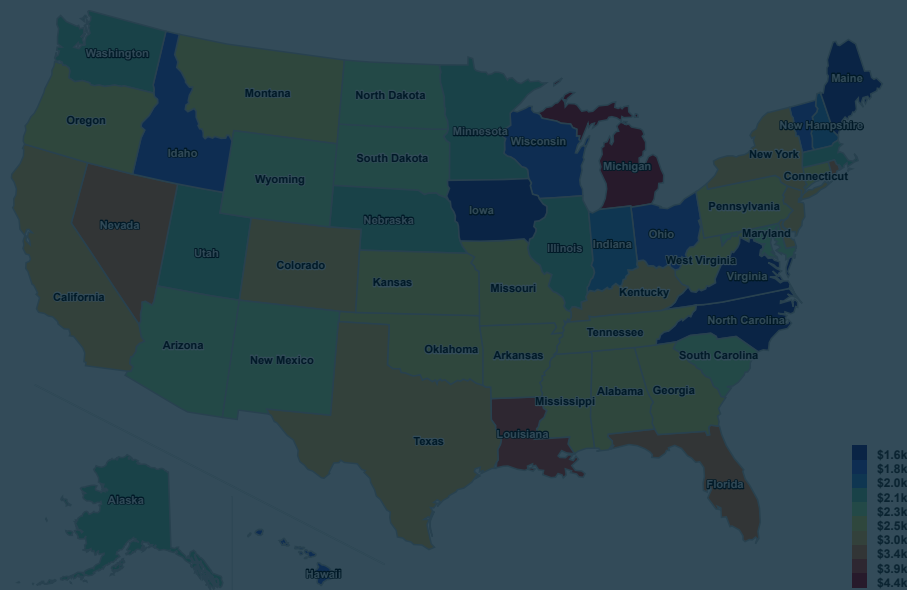 Washington
Montana
North Dakota
Minnesota
Maine
Oregon
Idaho
Wisconsin
New Hampshire
South Dakota
Michigan
New York
Wyoming
Connecticut
Nebraska
Iowa
Pennsylvania
Nevada
Utah
Illinois
Indiana
Ohio
Maryland
Colorado
Kansas
West Virginia
Virginia
California
Missouri
Kentucky
North Carolina
Arizona
New Mexico
Oklahoma
Arkansas
Tennessee
South Carolina
Mississippi
Alabama
Georgia
Texas
Louisiana
Florida
Alaska
Hawaii
$1.6k
$1.8k
$2.0k
$2.1k
$2.3k
$2.5k
$3.0k
$3.4k
$3.9k
$4.4k